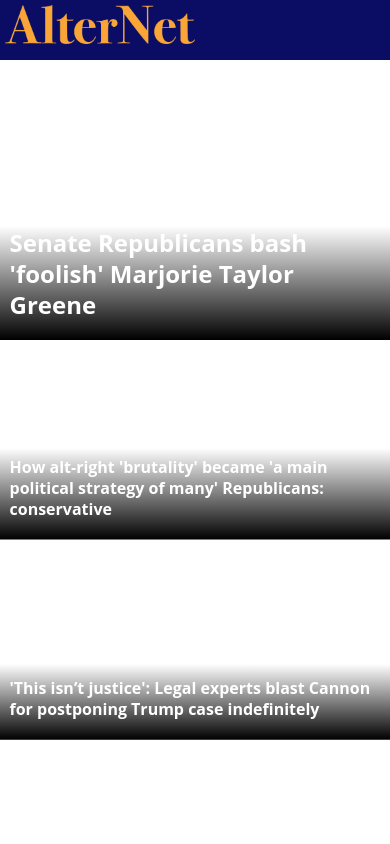 AlterNet
Senate Republicans bash
'foolish' Marjorie Taylor
Greene
How alt-right 'brutality' became 'a main
political strategy of many' Republicans:
conservative
'This isn’t justice': Legal experts blast Cannon
for postponing Trump case indefinitely